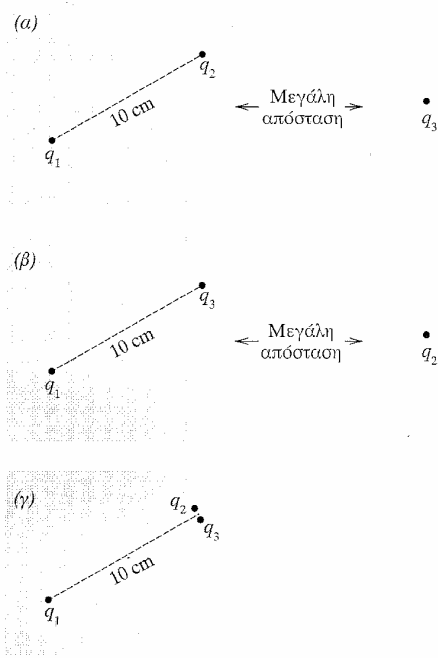 (α)
q₂
10 cm
Μεγάλη
απόσταση
q₃
q₁
(β)
q₃
10 cm
Μεγάλη
απόσταση
q₂
q₁
(γ)
q₂
q₃
10 cm
q₁